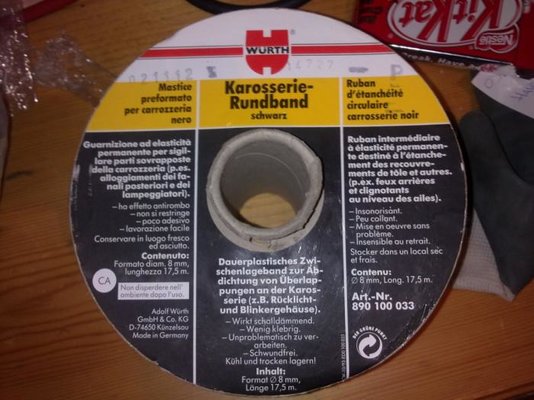 WÜRTH
KitKat
Nestlé
Mastice
preformato
per carrozzeria
nero
Guarnizione ad elasticità
permanente per sigil-
lare parti sovrapposte
della carrozzeria (p.es.
alloggiamenti dei fa-
nali posteriori e dei
lampeggiatori).
— ha effetto antirombo
— non si restringe
— poco adesivo
— lavorazione facile
Conservare in luogo fresco
ed asciutto.
Contenuto:
Formato diam. 8 mm,
lunghezza 17,5 m.
CA
Non disperdere nell'
ambiente dopo l'uso.
Adolf Würth
GmbH & Co. KG
D-74650 Künzelsau
Made in Germany
Karosserie-
Rundband
schwarz
Dauerplastisches Zwi-
schenlageband zur Ab-
dichtung von Überlap-
pungen an der Karos-
serie (z.B. Rücklicht-
und Blinkergehäuse).
— Wirkt schalldämmend.
— Wenig klebrig.
— Unproblematisch zu ver-
arbeiten.
— Schwundfrei.
Kühl und trocken lagern!
Inhalt:
Format Ø 8 mm,
Länge 17,5 m.
Ruban
d'étanchéité
circulaire
carrosserie noir
Ruban intermédiaire
à élasticité permanen-
te destiné à l'étanche-
ment des recouvre-
ments de tôle et autres.
(p.ex. feux arrières
et clignotants
au niveau des ailes).
— Insonorisànt.
— Peu collant.
— Mise en oeuvre sans
problème.
— Insensible au retrait.
Stocker dans un local sec
et frais.
Contenu:
Ø 8 mm, Long. 17,5 m.
Art.-Nr.
890 100 033
DER GRÜNE PUNKT